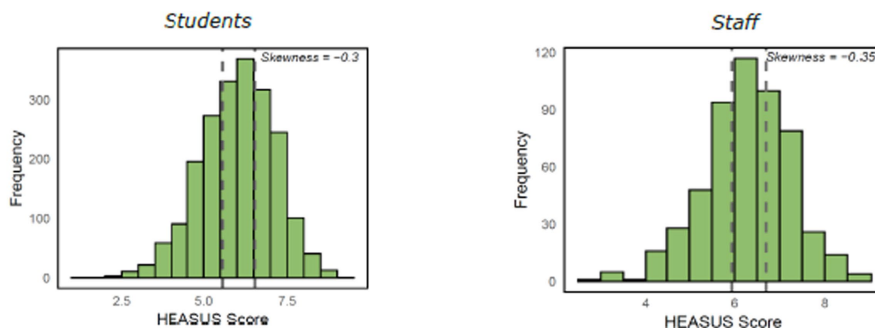 Students
Skewness = −0.3
300
200
100
0
Frequency
2.5 5.0 7.5
HEASUS Score
Staff
Skewness = −0.35
120
90
60
30
0
Frequency
4 6 8
HEASUS Score